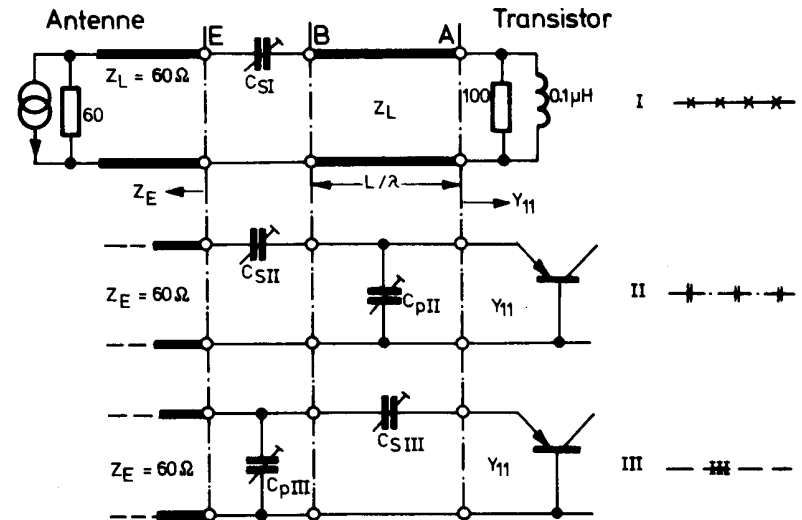 Antenne
E
B
A
Transistor
Z_L = 60Ω
C_SI
60
Z_L
100
0.1µH
I
Z_E
L/λ
Y_11
C_SII
Z_E = 60Ω
C_pII
Y_11
II
C_SIII
Z_E = 60Ω
C_pIII
Y_11
III